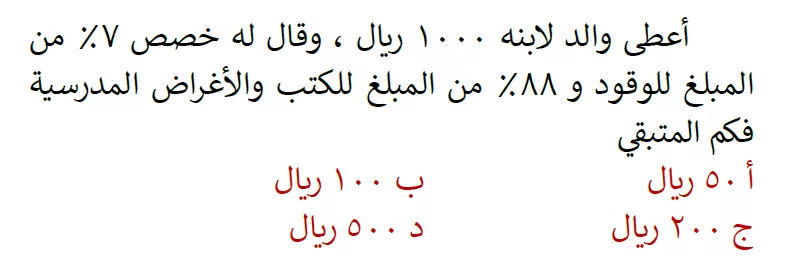 أعطى والد لابنه ١٠٠٠ ريال ، وقال له خصص ٧٪ من
المبلغ للوقود و ٨٨٪ من المبلغ للكتب والأغراض المدرسية
فكم المتبقي
أ ٥٠ ريال ب ١٠٠ ريال
ج ٢٠٠ ريال د ٥٠٠ ريال